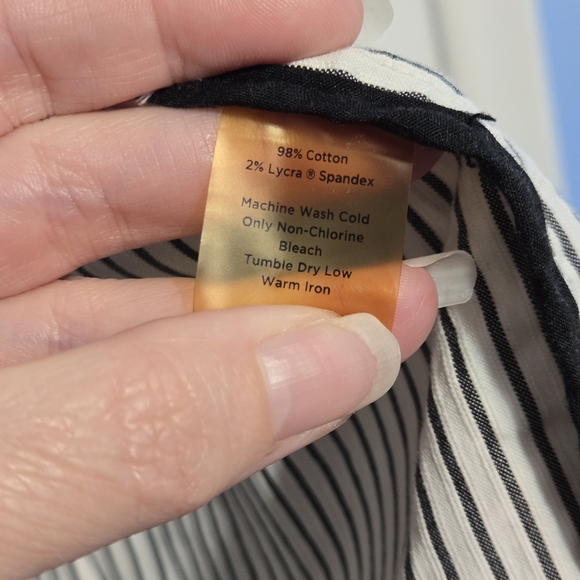 98% Cotton
2% Lycra ® Spandex
Machine Wash Cold
Only Non-Chlorine
Bleach
Tumble Dry Low
Warm Iron